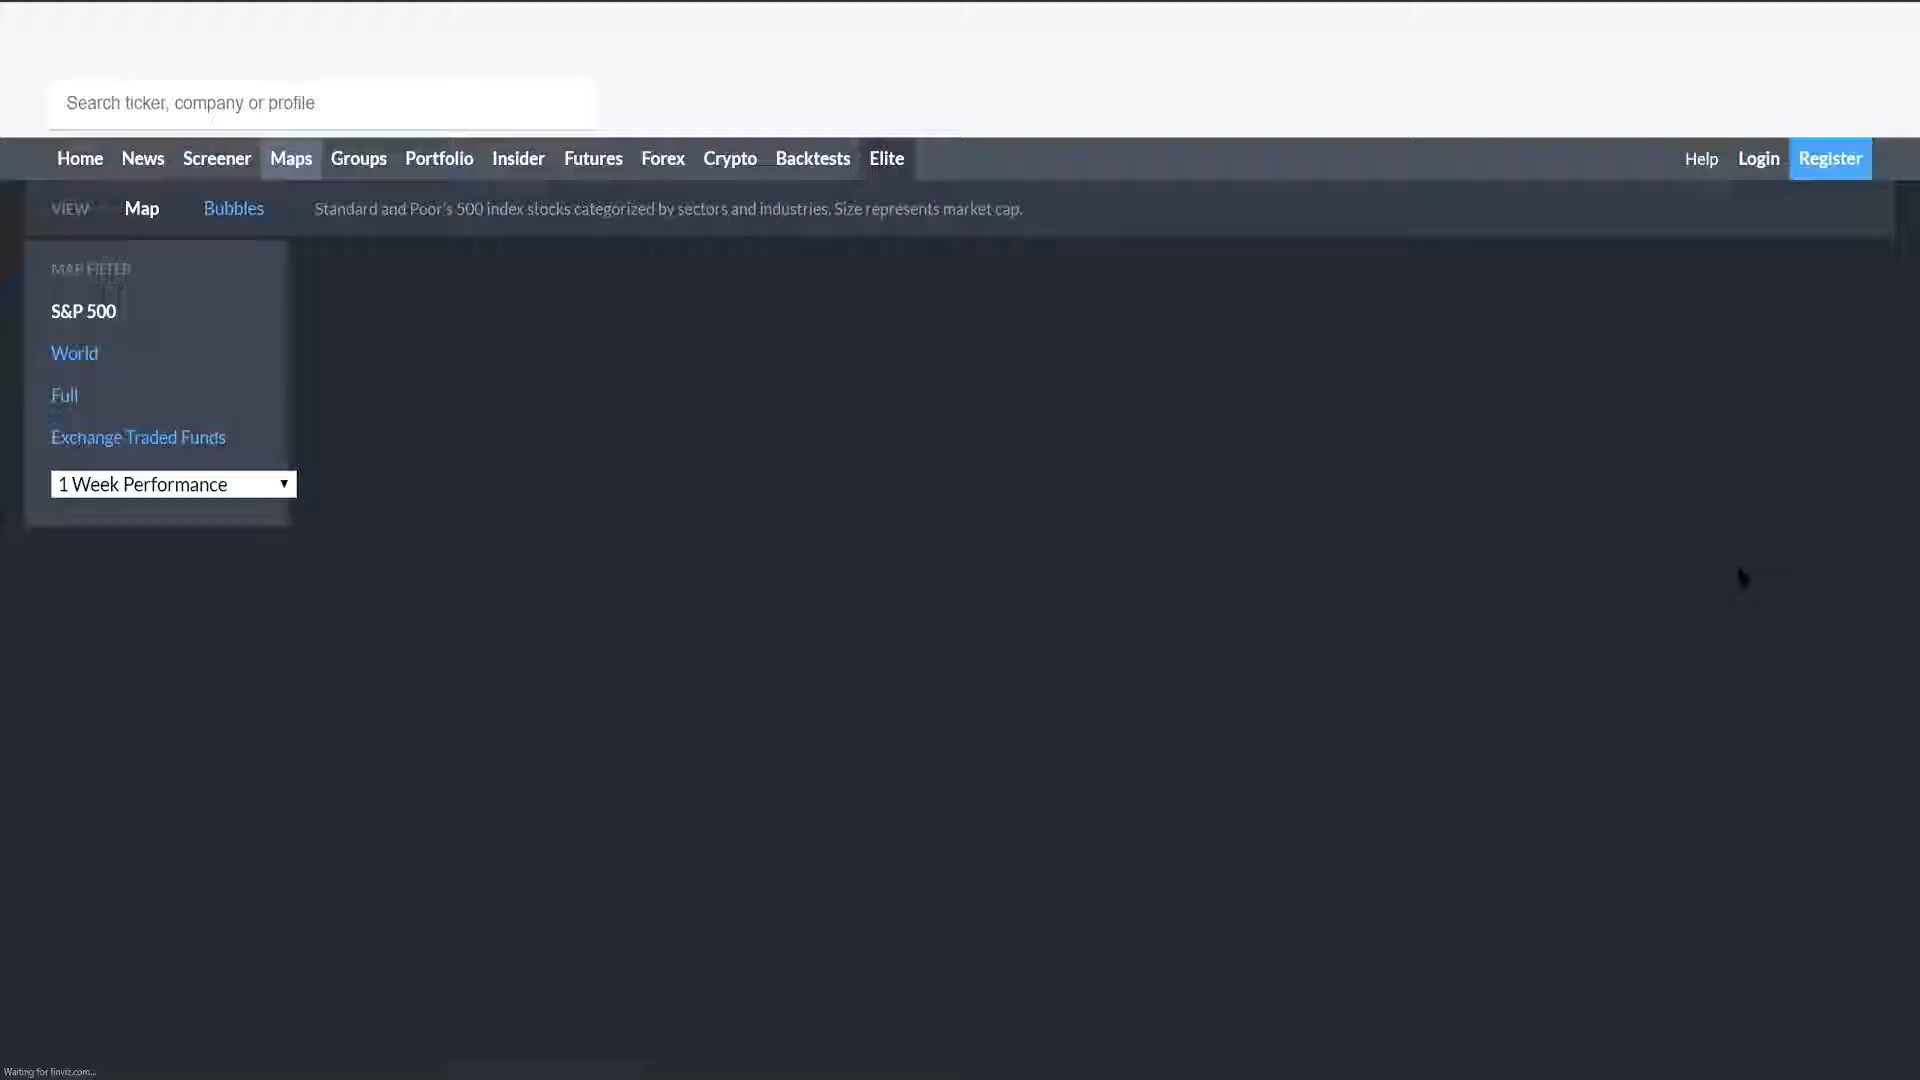 Search ticker, company or profile
Home News Screener Maps Groups Portfolio Insider Futures Forex Crypto Backtests Elite Help Login Register
VIEW Map Bubbles Standard and Poor's 500 index stocks categorized by sectors and industries. Size represents market cap.
MAP FILTER
S&P 500
World
Full
Exchange Traded Funds
1 Week Performance
Waiting for finviz.com...